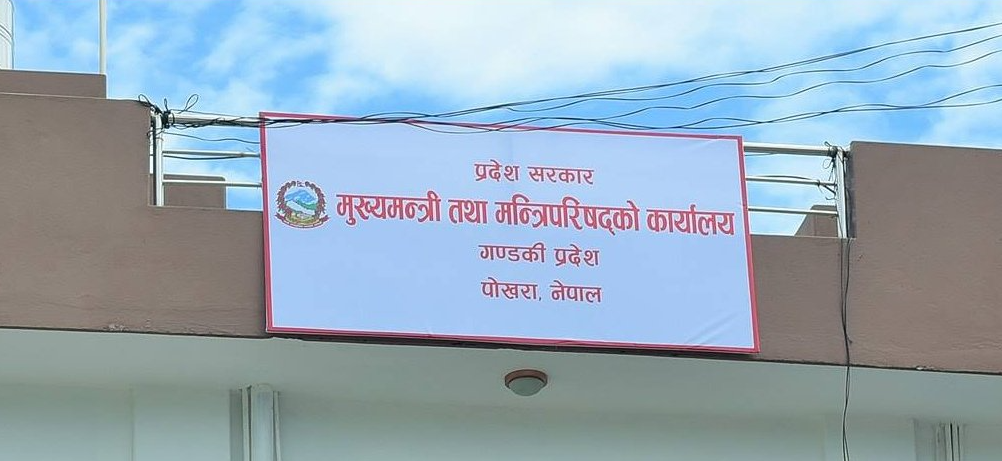 प्रदेश सरकार
मुख्यमन्त्री तथा मन्त्रिपरिषद्को कार्यालय
गण्डकी प्रदेश
पोखरा, नेपाल